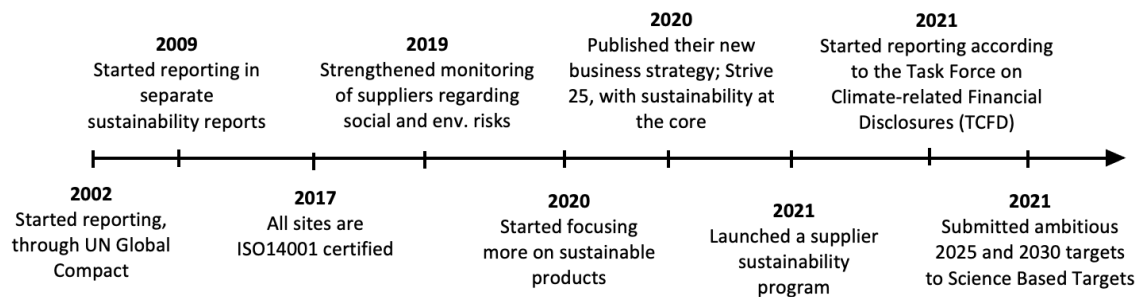 2009
Started reporting in
separate
sustainability reports
2019
Strengthened monitoring
of suppliers regarding
social and env. risks
2020
Published their new
business strategy; Strive
25, with sustainability at
the core
2021
Started reporting according
to the Task Force on
Climate-related Financial
Disclosures (TCFD)
2002
Started reporting,
through UN Global
Compact
2017
All sites are
ISO14001 certified
2020
Started focusing
more on sustainable
products
2021
Launched a supplier
sustainability
program
2021
Submitted ambitious
2025 and 2030 targets
to Science Based Targets